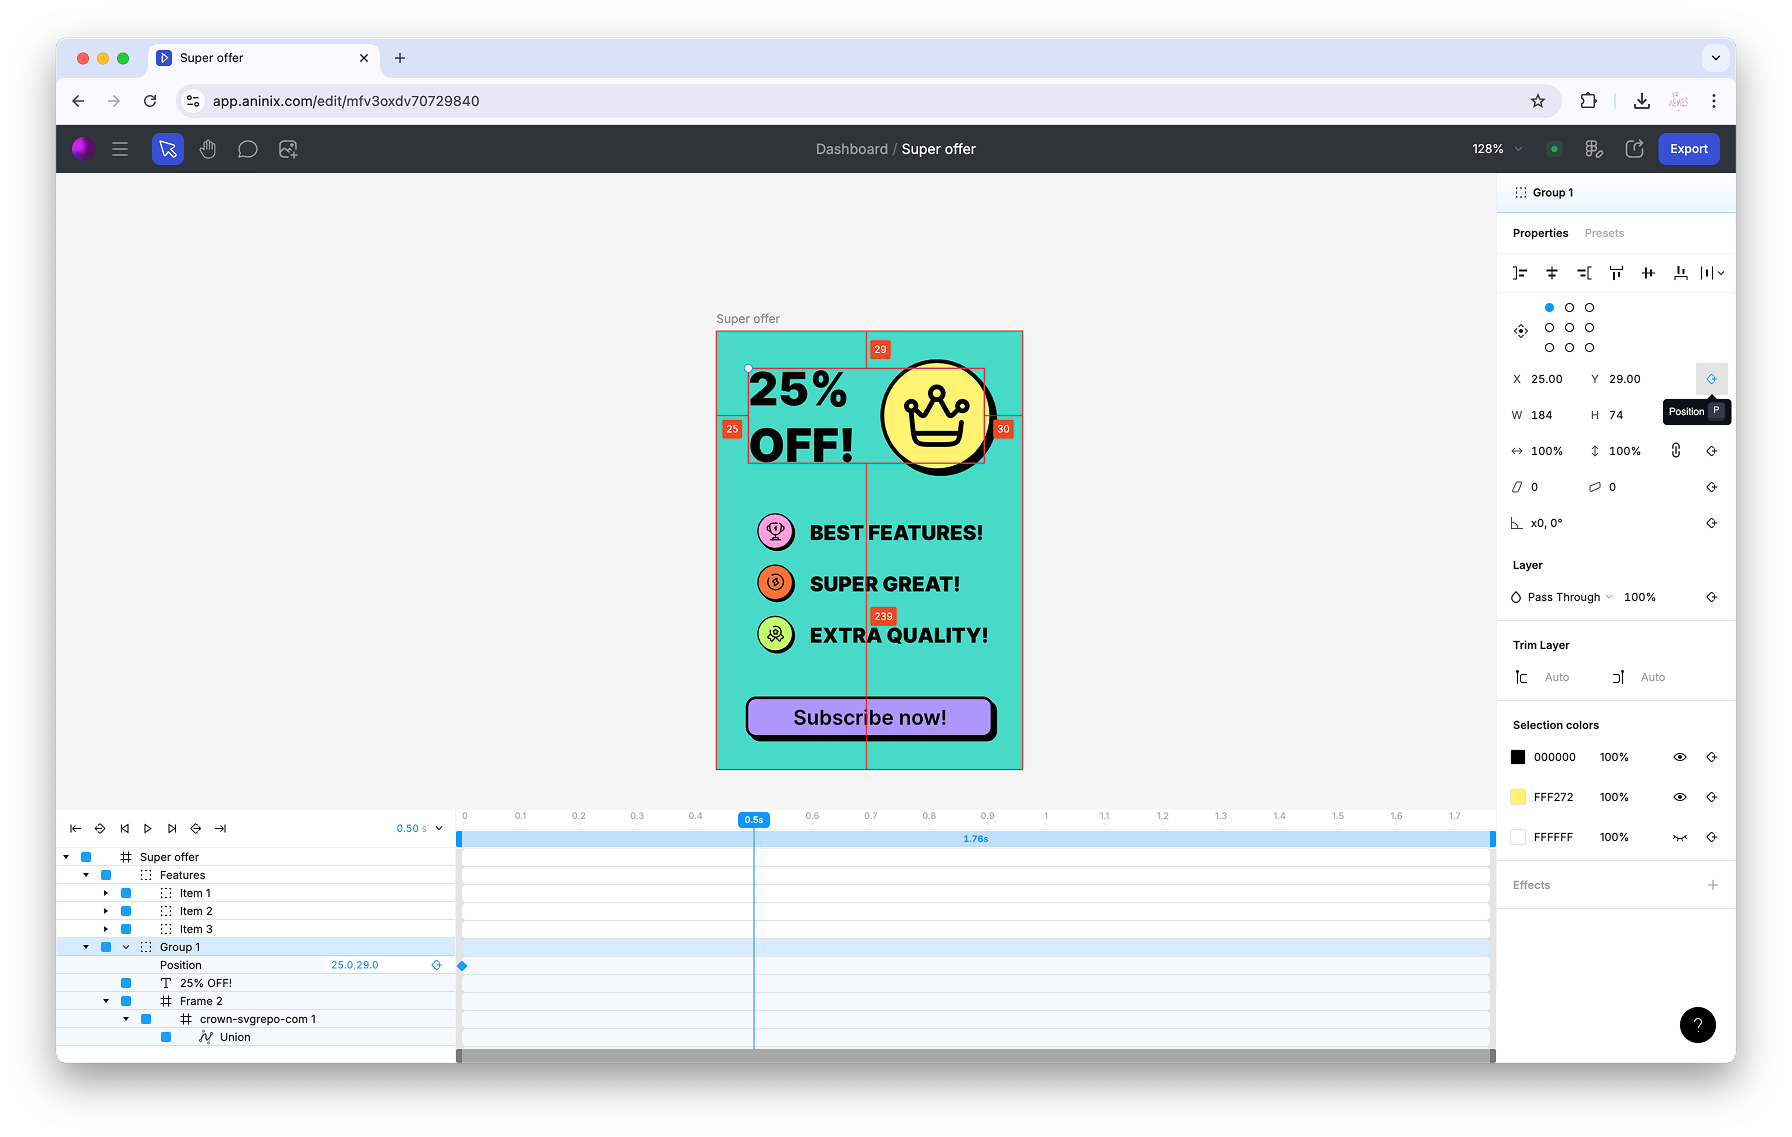 Super offer
app.aninix.com/edit/mfv3oxdv70729840
Dashboard / Super offer
128%
Export
Group 1
Properties Presets
X 25.00 Y 29.00
Position P
W 184 H 74
100% 100%
0 0
x0, 0°
Layer
Pass Through 100%
Trim Layer
Auto Auto
Selection colors
000000 100%
FFF272 100%
FFFFFF 100%
Effects
?
Super offer
29
25%
OFF!
25
30
BEST FEATURES!
SUPER GREAT!
239
EXTRA QUALITY!
Subscribe now!
0.50 s
0 0.1 0.2 0.3 0.4 0.5s 0.6 0.7 0.8 0.9 1 1.1 1.2 1.3 1.4 1.5 1.6 1.7
1.76s
Super offer
Features
Item 1
Item 2
Item 3
Group 1
Position 25.0,29.0
T 25% OFF!
Frame 2
crown-svgrepo-com 1
Union